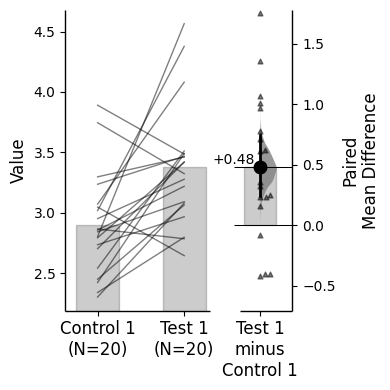 4.5
4.0
3.5
3.0
2.5
Value
Control 1
(N=20)
Test 1
(N=20)
+0.48
1.5
1.0
0.5
0.0
−0.5
Paired
Mean Difference
Test 1
minus
Control 1